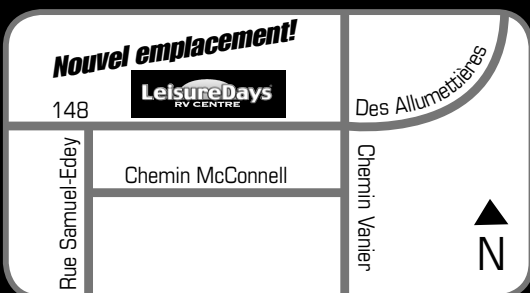 Nouvel emplacement!
LeisureDays
RV CENTRE
148
Des Allumettières
Chemin McConnell
Rue Samuel-Edey
Chemin Vanier
N